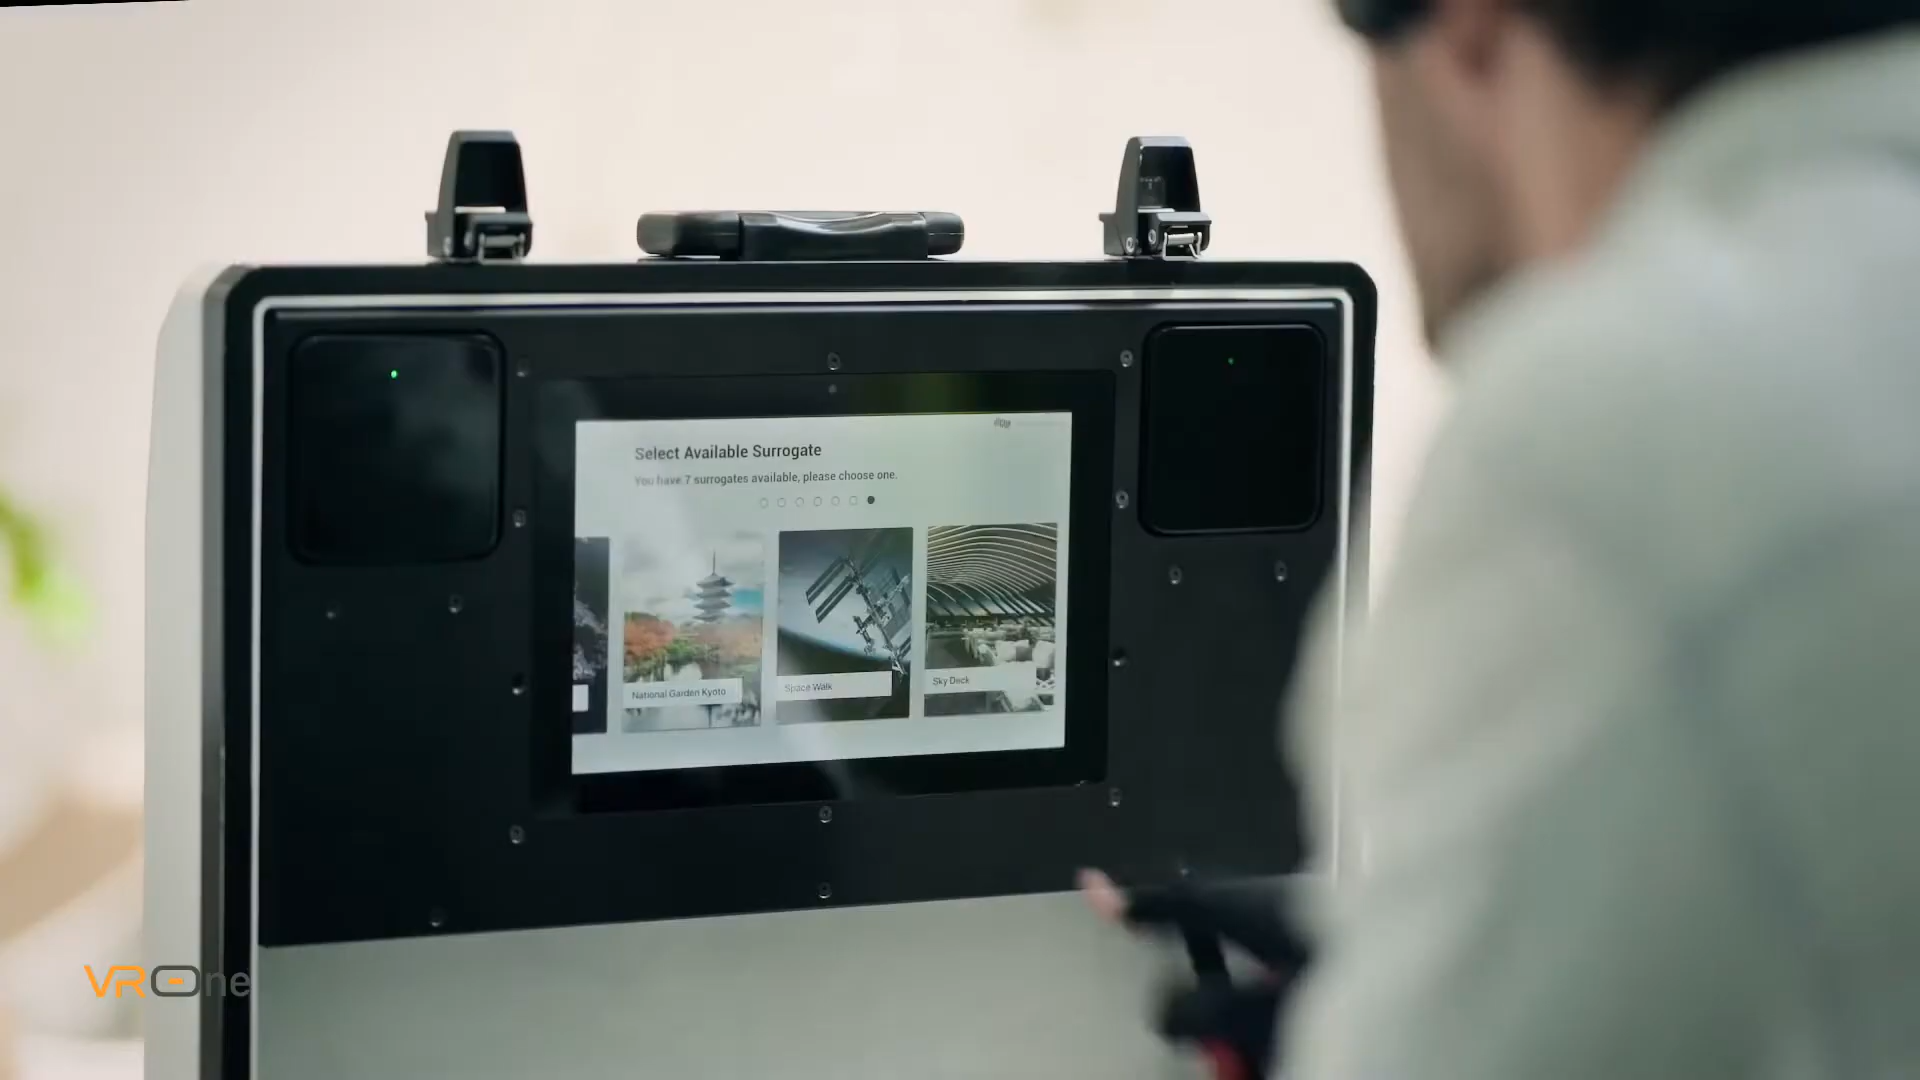 Select Available Surrogate
You have 7 surrogates available, please choose one.
National Garden Kyoto
Space Walk
Sky Deck
VROne